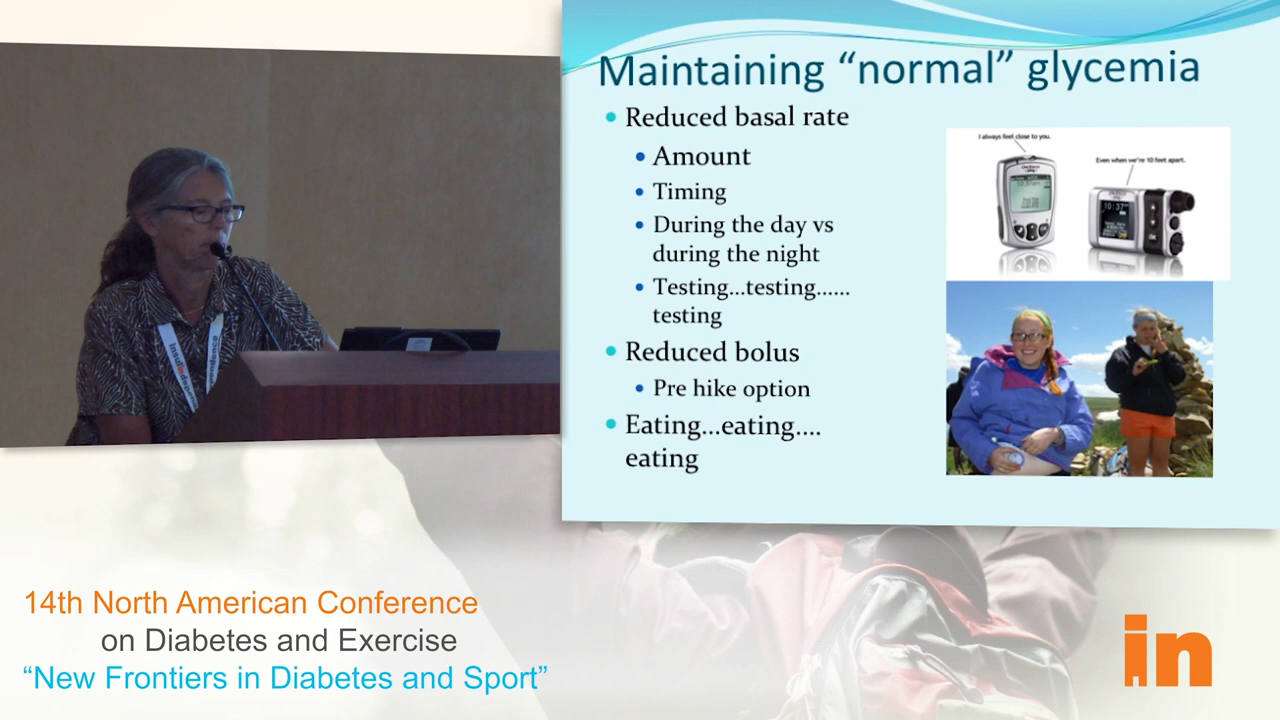 Maintaining “normal” glycemia
Reduced basal rate
Amount
Timing
During the day vs
during the night
Testing...testing......
testing
Reduced bolus
Pre hike option
Eating...eating....
eating
I always feel close to you.
Even when we're 10 feet apart.
10:37
14th North American Conference
on Diabetes and Exercise
“New Frontiers in Diabetes and Sport”
in